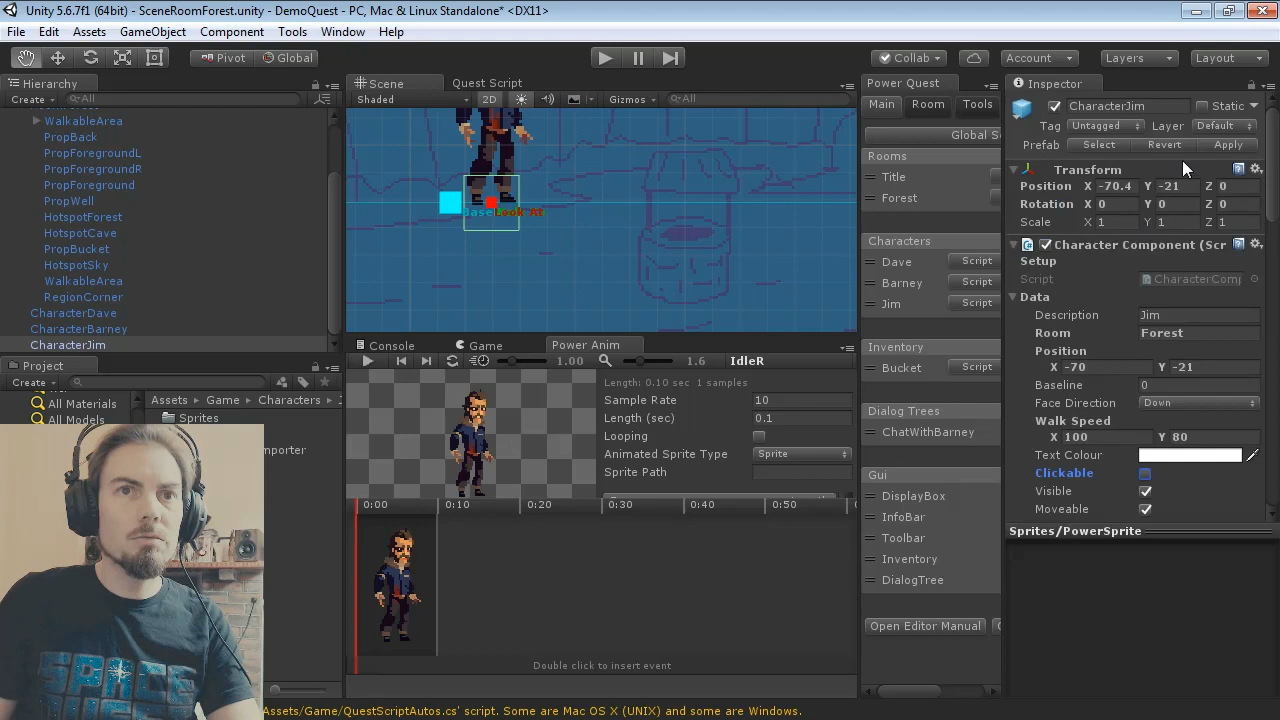 Unity 5.6.7f1 (64bit) - SceneRoomForest.unity - DemoQuest - PC, Mac & Linux Standalone* <DX11>
File Edit Assets GameObject Component Tools Window Help
Pivot Global Collab Account Layers Layout
Hierarchy
Create All
WalkableArea
PropBack
PropForegroundL
PropForegroundR
PropForeground
PropWell
HotspotForest
HotspotCave
PropBucket
HotspotSky
WalkableArea
RegionCorner
CharacterDave
CharacterBarney
CharacterJim
Project
Create
All Materials
All Models
Assets Game Characters
Sprites
mporter
Scene Quest Script
Shaded 2D Gizmos All
Base Look At
Console Game Power Anim
1.00 1.6 IdleR
Length: 0.10 sec 1 samples
Sample Rate 10
Length (sec) 0.1
Looping
Animated Sprite Type Sprite
Sprite Path
0:00 0:10 0:20 0:30 0:40 0:50
Double click to insert event
Power Quest
Main Room Tools
Global S
Rooms
Title
Forest
Characters
Dave Script
Barney Script
Jim Script
Inventory
Bucket Script
Dialog Trees
ChatWithBarney
Gui
DisplayBox
InfoBar
Toolbar
Inventory
DialogTree
Open Editor Manual
Inspector
CharacterJim Static
Tag Untagged Layer Default
Prefab Select Revert Apply
Transform
Position X -70.4 Y -21 Z 0
Rotation X 0 Y 0 Z 0
Scale X 1 Y 1 Z 1
Character Component (Scr
Setup
Script CharacterComp
Data
Description Jim
Room Forest
Position
X -70 Y -21
Baseline 0
Face Direction Down
Walk Speed
X 100 Y 80
Text Colour
Clickable
Visible
Moveable
Sprites/PowerSprite
SPACE
Assets/Game/QuestScriptAutos.cs' script. Some are Mac OS X (UNIX) and some are Windows.